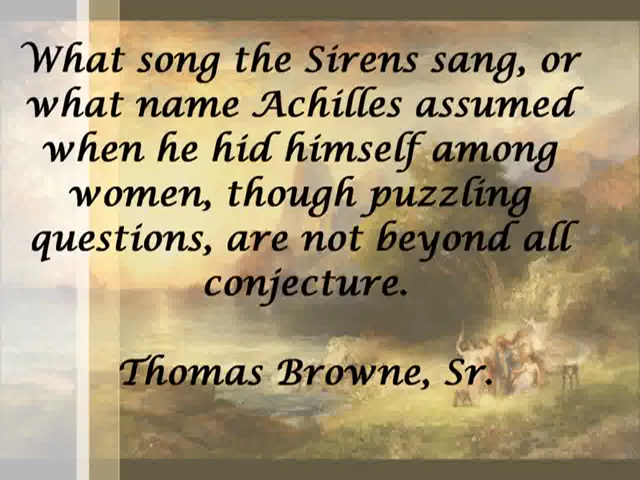 What song the Sirens sang, or
what name Achilles assumed
when he hid himself among
women, though puzzling
questions, are not beyond all
conjecture.
Thomas Browne, Sr.